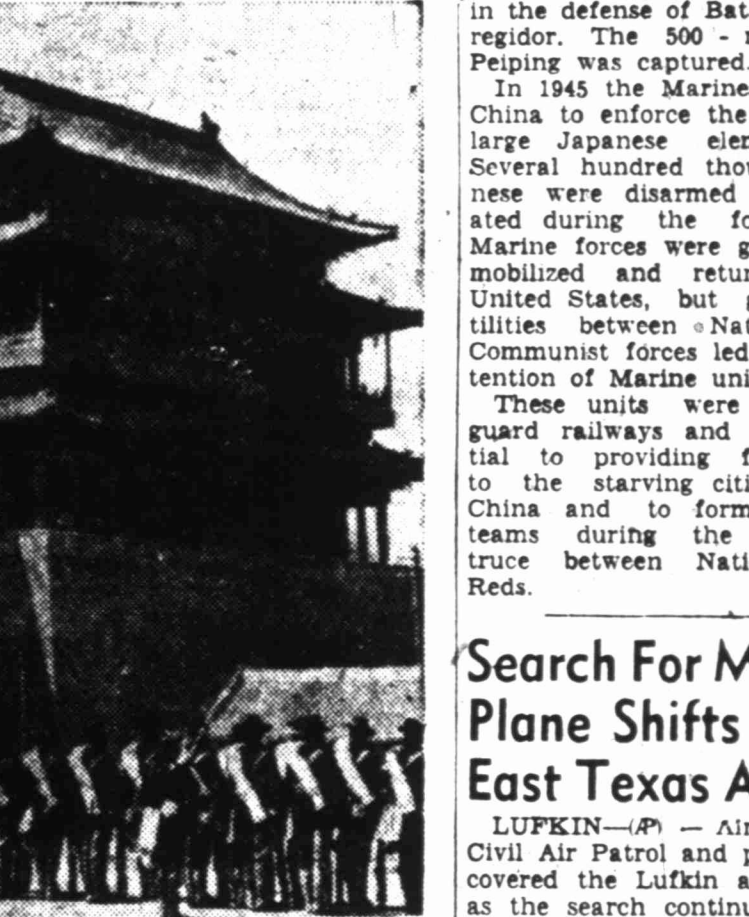 in the defense of Bat
regidor. The 500 - 
Peiping was captured.
In 1945 the Marine
China to enforce the
large Japanese eler
Several hundred thou
nese were disarmed
ated during the fo
Marine forces were g
mobilized and retur
United States, but
tilities between Nat
Communist forces led
tention of Marine uni
These units were
guard railways and
tial to providing f
to the starving citi
China and to form
teams during the
truce between Nati
Reds.
Search For M
Plane Shifts
East Texas A
LUFKIN—(AP) — Air
Civil Air Patrol and p
covered the Lufkin a
as the search continu